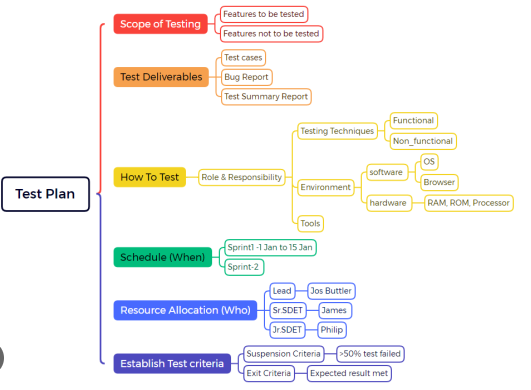 Test Plan
Scope of Testing
Features to be tested
Features not to be tested
Test Deliverables
Test cases
Bug Report
Test Summary Report
How To Test
Role & Responsibility
Testing Techniques
Functional
Non_functional
Environment
software
OS
Browser
hardware
RAM, ROM, Processor
Tools
Schedule (When)
Sprint1 -1 Jan to 15 Jan
Sprint-2
Resource Allocation (Who)
Lead
Jos Buttler
Sr.SDET
James
Jr.SDET
Philip
Establish Test criteria
Suspension Criteria
>50% test failed
Exit Criteria
Expected result met